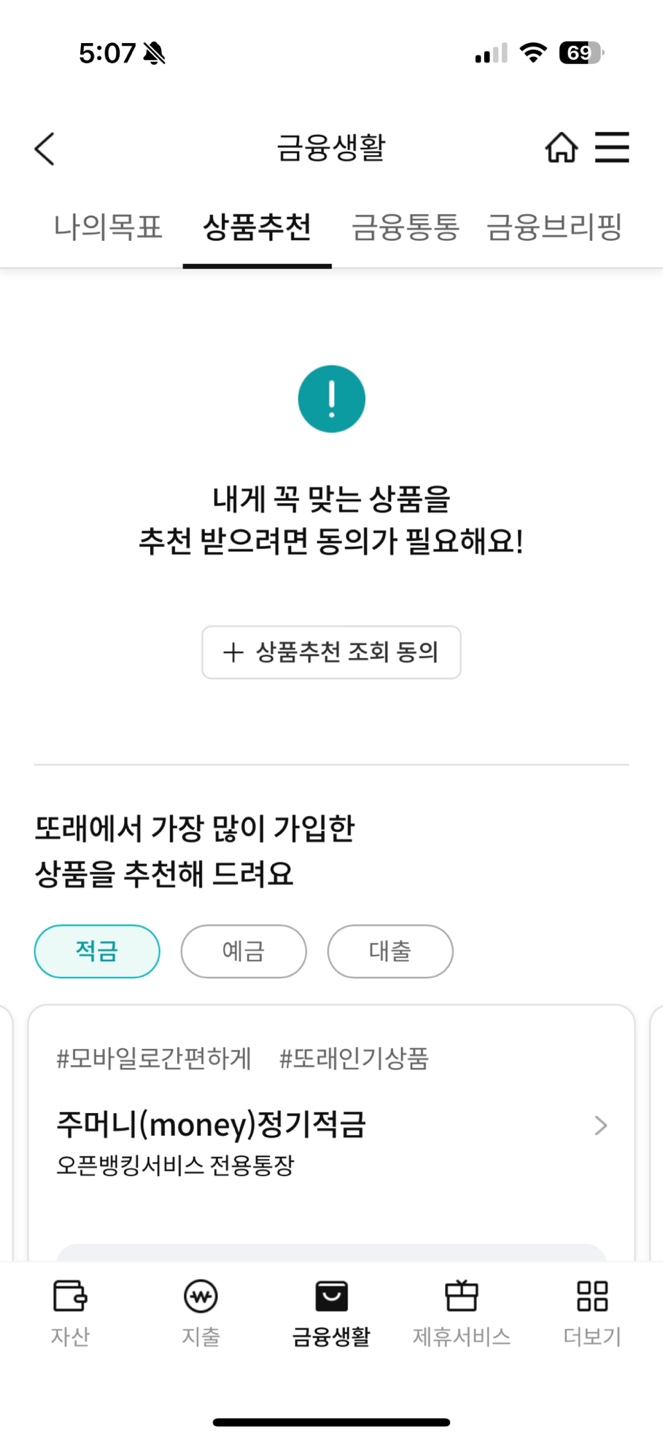 5:07
69
금융생활
나의목표 상품추천 금융통통 금융브리핑
내게 꼭 맞는 상품을
추천 받으려면 동의가 필요해요!
+ 상품추천 조회 동의
또래에서 가장 많이 가입한
상품을 추천해 드려요
적금 예금 대출
#모바일로간편하게 #또래인기상품
주머니(money)정기적금
오픈뱅킹서비스 전용통장
자산 지출 금융생활 제휴서비스 더보기